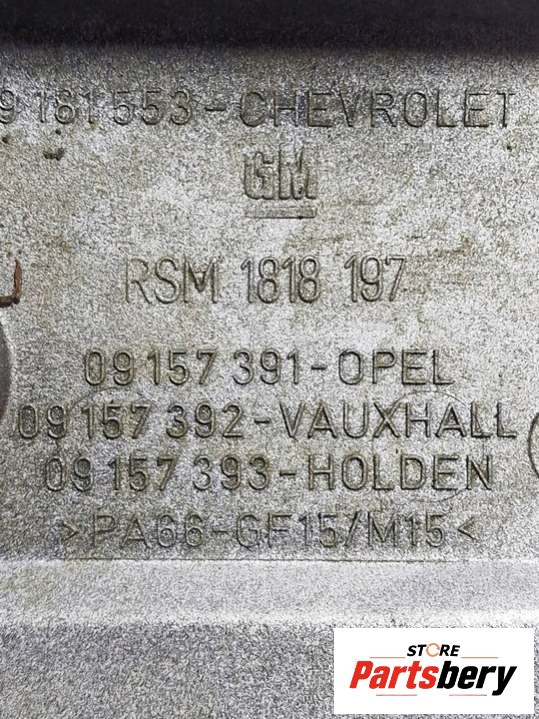 9 181 553-CHEVROLET
GM
RSM 1818 197
09 157 391-OPEL
09 157 392-VAUXHALL
09 157 393-HOLDEN
>PA66-GF15/M15<
STORE
Partsbery